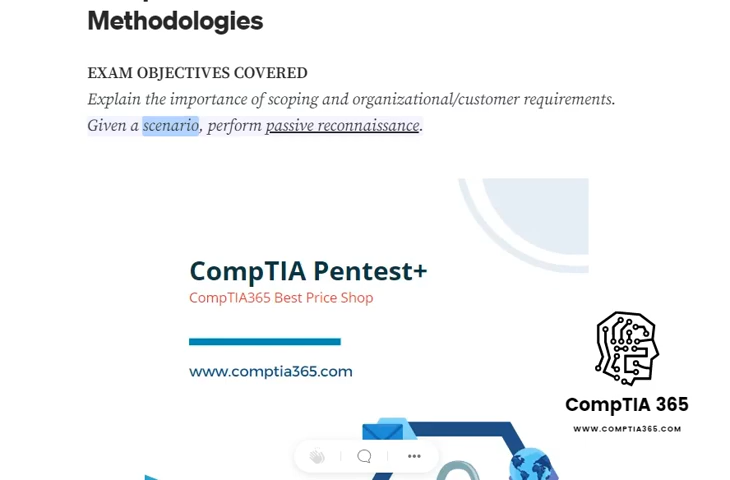 Methodologies
EXAM OBJECTIVES COVERED
Explain the importance of scoping and organizational/customer requirements.
Given a scenario, perform passive reconnaissance.
CompTIA Pentest+
CompTIA365 Best Price Shop
www.comptia365.com
CompTIA 365
WWW.COMPTIA365.COM